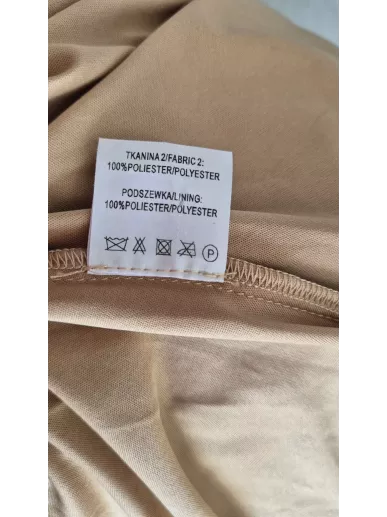 TKANINA 2/FABRIC 2:
100%POLIESTER/POLYESTER
PODSZEWKA/LINING:
100%POLIESTER/POLYESTER
P